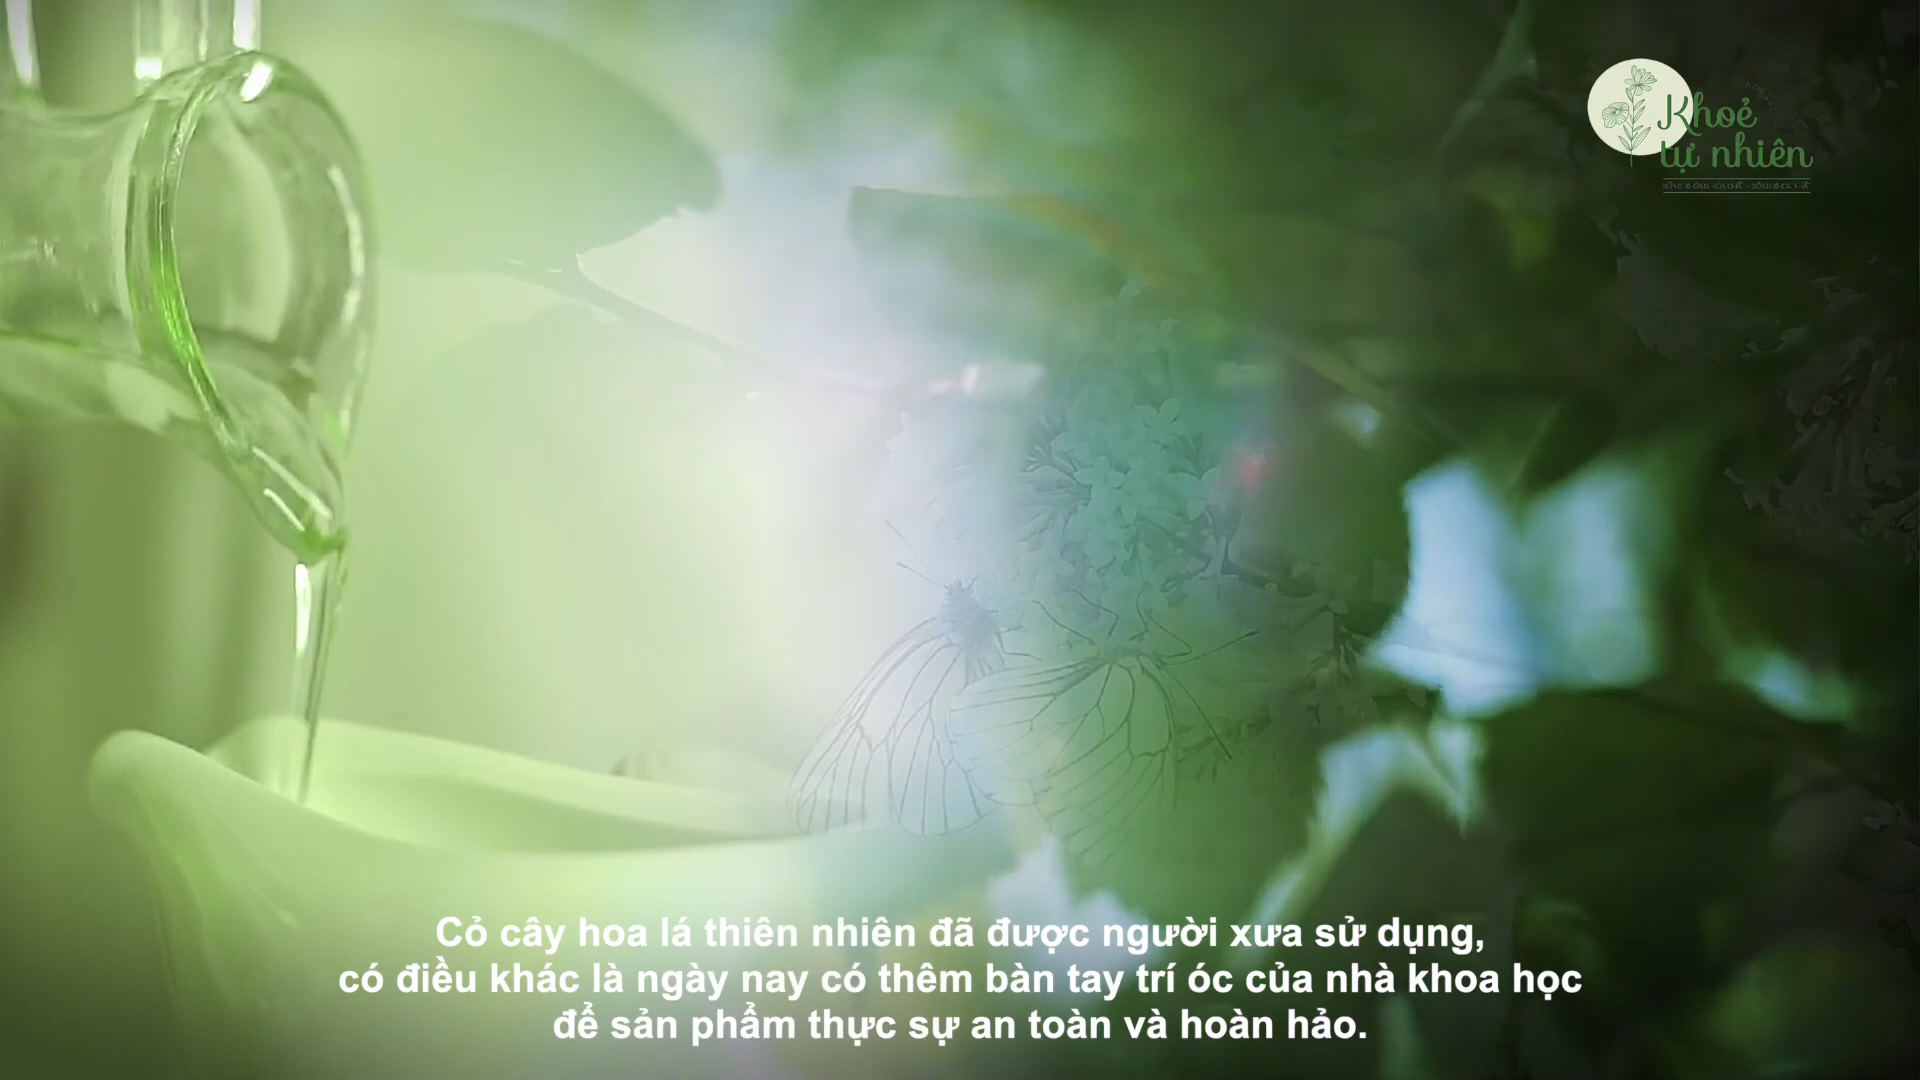 Khoẻ
tự nhiên
Cỏ cây hoa lá thiên nhiên đã được người xưa sử dụng,
có điều khác là ngày nay có thêm bàn tay trí óc của nhà khoa học
để sản phẩm thực sự an toàn và hoàn hảo.